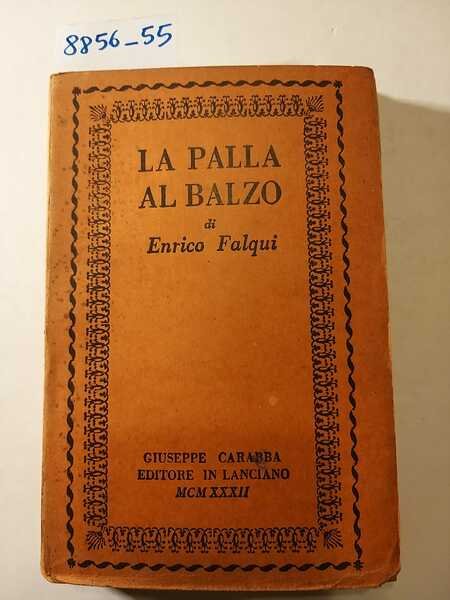 8856_55
LA PALLA
AL BALZO
di
Enrico Falqui
GIUSEPPE CARABBA
EDITORE IN LANCIANO
MCMXXXII